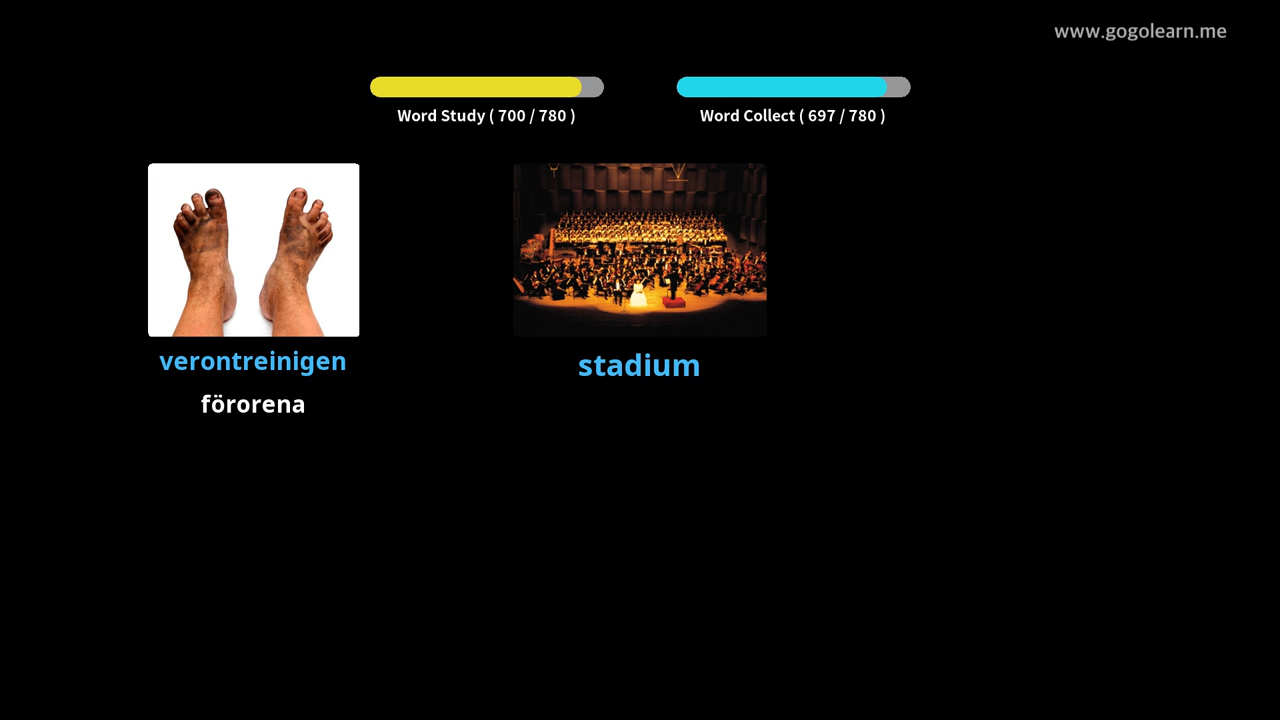 www.gogolearn.me
Word Study ( 700 / 780 )
Word Collect ( 697 / 780 )
verontreinigen
förorena
stadium